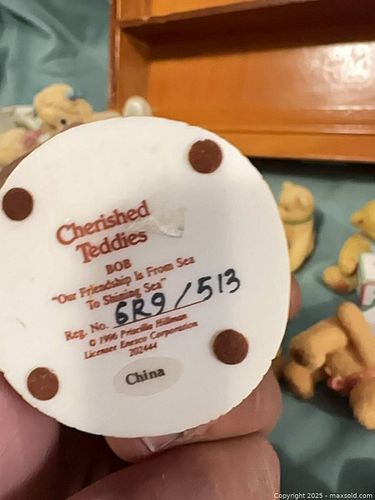 Cherished
Teddies
BOB
"Our Friendship Is From Sea
To Shining Sea"
Reg. No. 6R9/513
© 1996 Priscilla Hillman
Licensee Enesco Corporation
202444
China
Copyright 2025 - maxsold.com